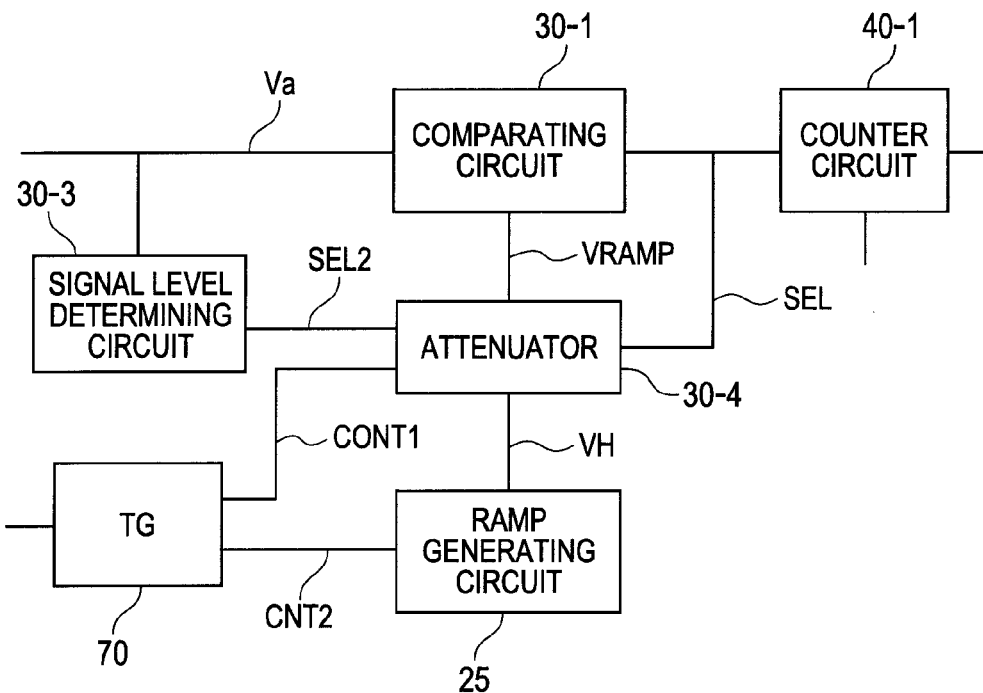 30-1
40-1
Va
COMPARATING
CIRCUIT
COUNTER
CIRCUIT
30-3
SIGNAL LEVEL
DETERMINING
CIRCUIT
SEL2
VRAMP
SEL
ATTENUATOR
30-4
CONT1
VH
TG
RAMP
GENERATING
CIRCUIT
CNT2
70
25